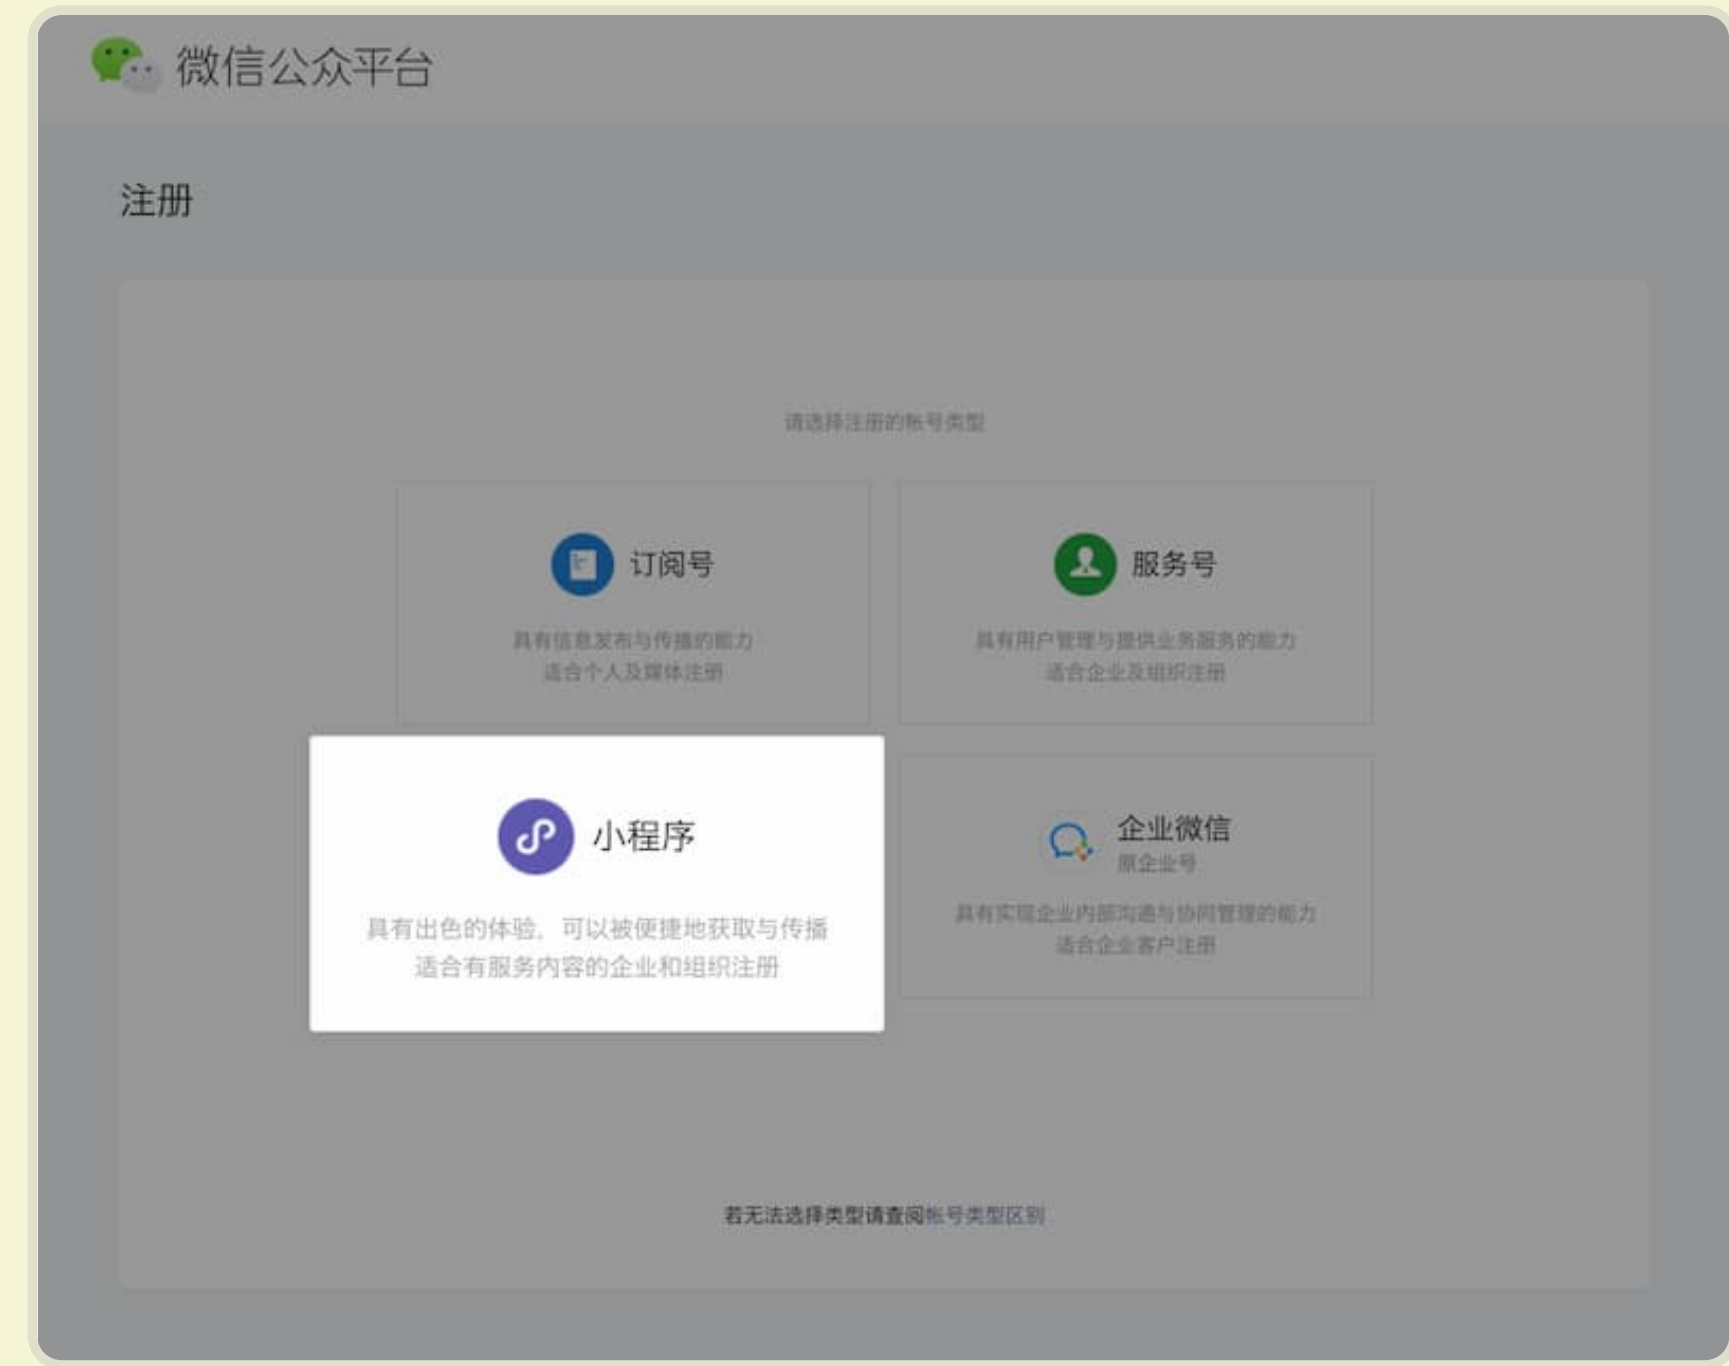 微信公众平台
注册
请选择注册的帐号类型
订阅号
具有信息发布与传播的能力
适合个人及媒体注册
服务号
具有用户管理与提供业务服务的能力
适合企业及组织注册
小程序
具有出色的体验，可以被便捷地获取与传播
适合有服务内容的企业和组织注册
企业微信
原企业号
具有实现企业内部沟通与协同管理的能力
适合企业客户注册
若无法选择类型请查阅帐号类型区别